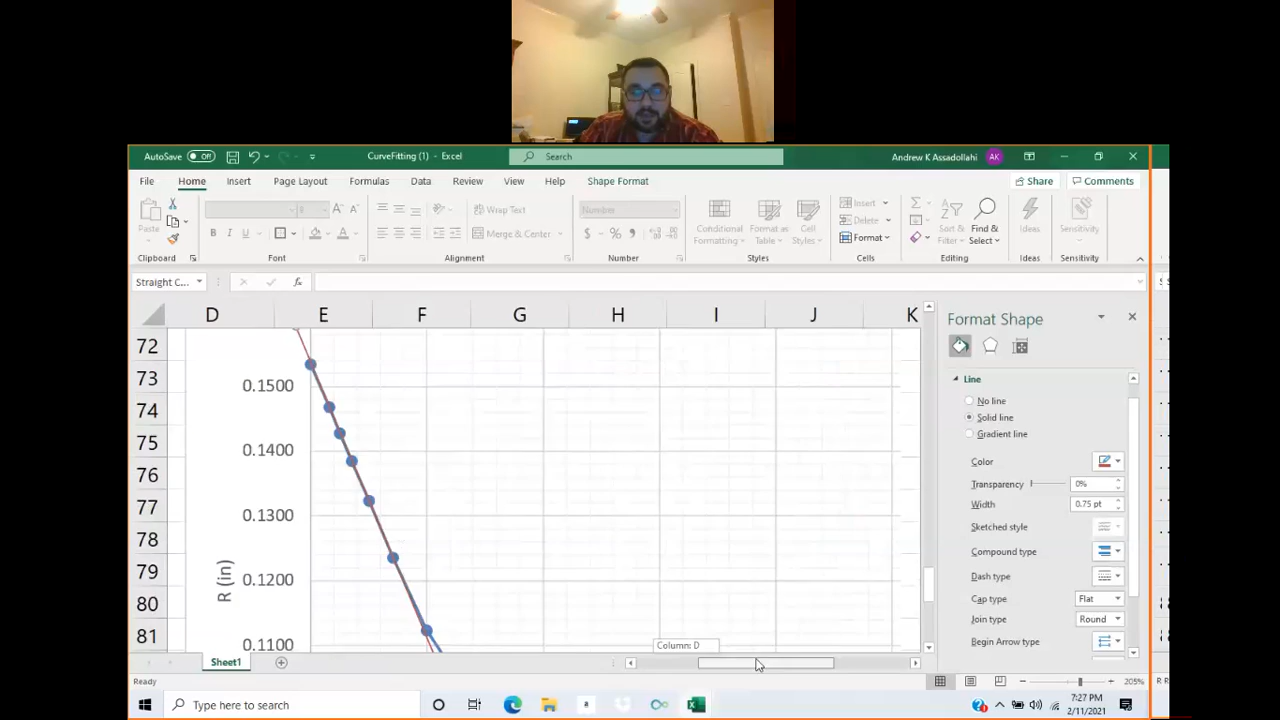 AutoSave Off
CurveFitting (1) - Excel
Search
Andrew K Assadollahi AK
File Home Insert Page Layout Formulas Data Review View Help Shape Format
Share Comments
Paste
B I U
Wrap Text
Merge & Center
Number
$ % 
Conditional Formatting
Format as Table
Cell Styles
Insert
Delete
Format
Sort & Filter
Find & Select
Ideas
Sensitivity
Clipboard Font Alignment Number Styles Cells Editing Ideas Sensitivity
Straight C...
fx
D E F G H I J K
72
73
74
75
76
77
78
79
80
81
0.1500
0.1400
0.1300
0.1200
0.1100
R (in)
Column: D
Format Shape
Line
No line
Solid line
Gradient line
Color
Transparency 0%
Width 0.75 pt
Sketched style
Compound type
Dash type
Cap type Flat
Join type Round
Begin Arrow type
Sheet1
Ready
205%
Type here to search
7:27 PM
2/11/2021